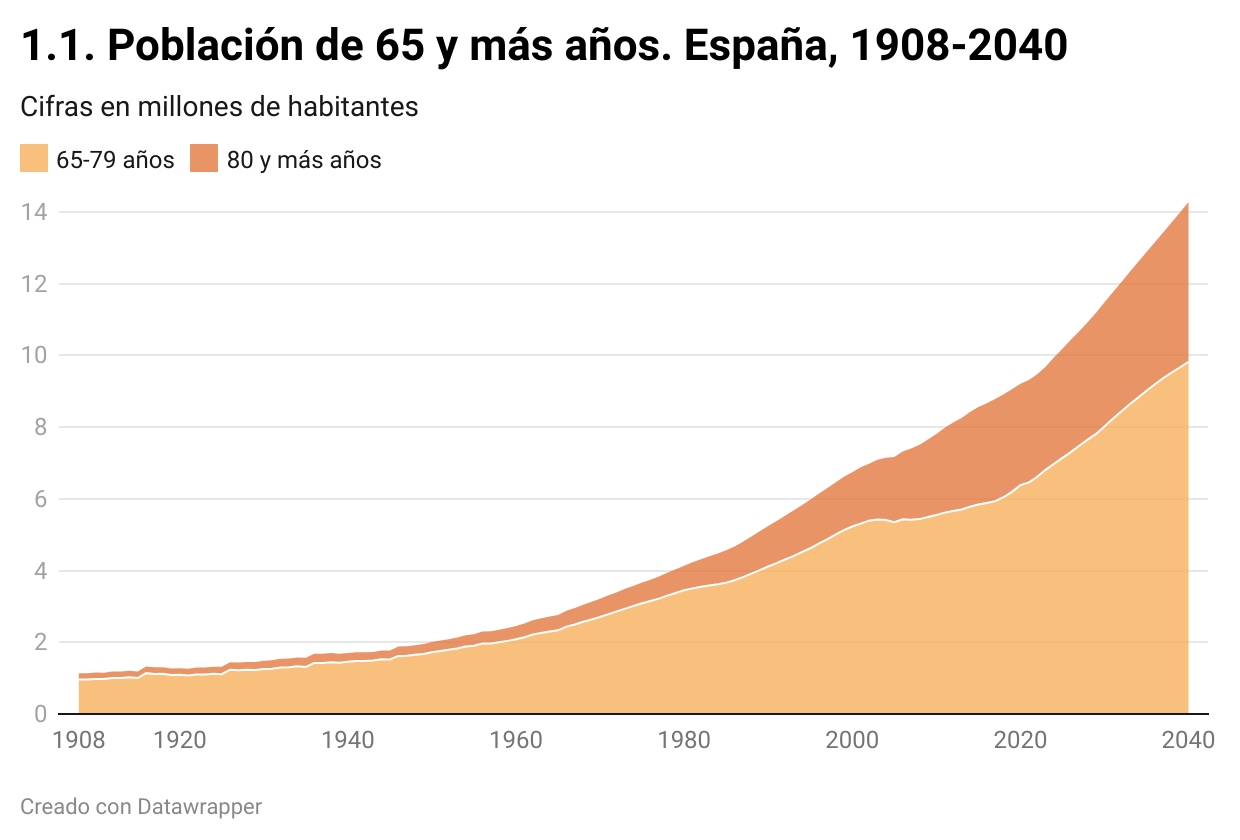 1.1. Población de 65 y más años. España, 1908-2040
Cifras en millones de habitantes
65-79 años 80 y más años
14
12
10
8
6
4
2
0
1908 1920 1940 1960 1980 2000 2020 2040
Creado con Datawrapper